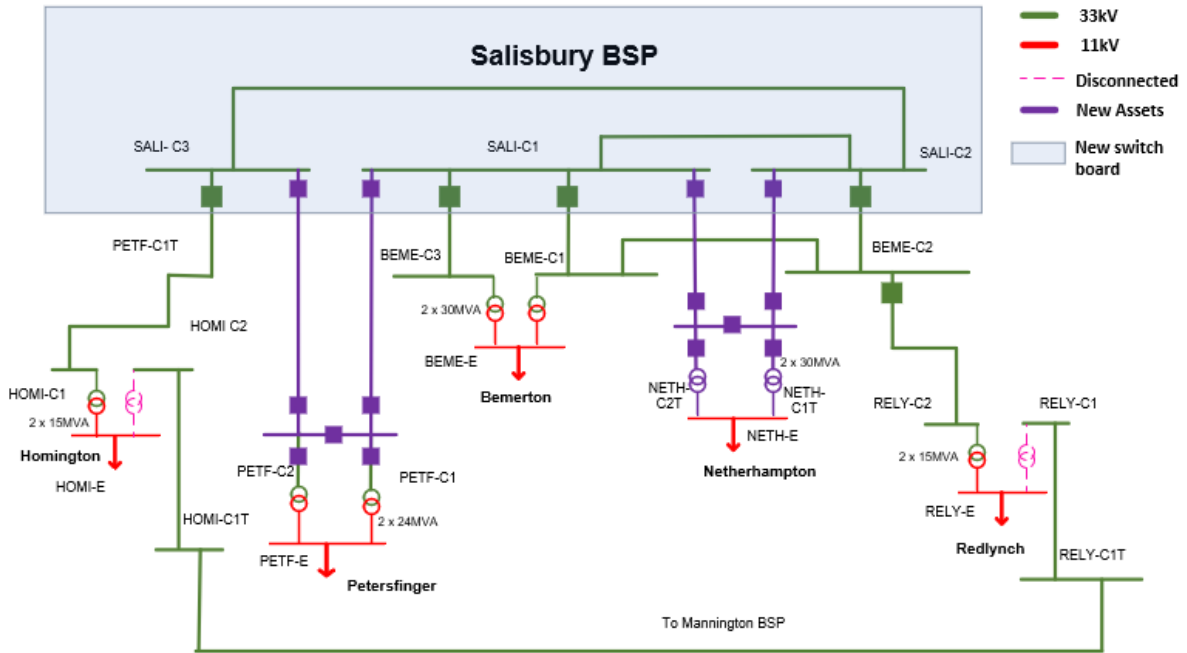 Salisbury BSP
33kV
11kV
Disconnected
New Assets
New switch
board
SALI- C3
SALI-C1
SALI-C2
PETF-C1T
BEME-C3
BEME-C1
BEME-C2
HOMI C2
2 x 30MVA
BEME-E
Bemerton
2 x 30MVA
NETH-
C2T
NETH-
C1T
NETH-E
Netherhampton
HOMI-C1
2 x 15MVA
Homington
HOMI-E
RELY-C2
RELY-C1
2 x 15MVA
RELY-E
Redlynch
PETF-C2
PETF-C1
2 x 24MVA
HOMI-C1T
PETF-E
Petersfinger
RELY-C1T
To Mannington BSP